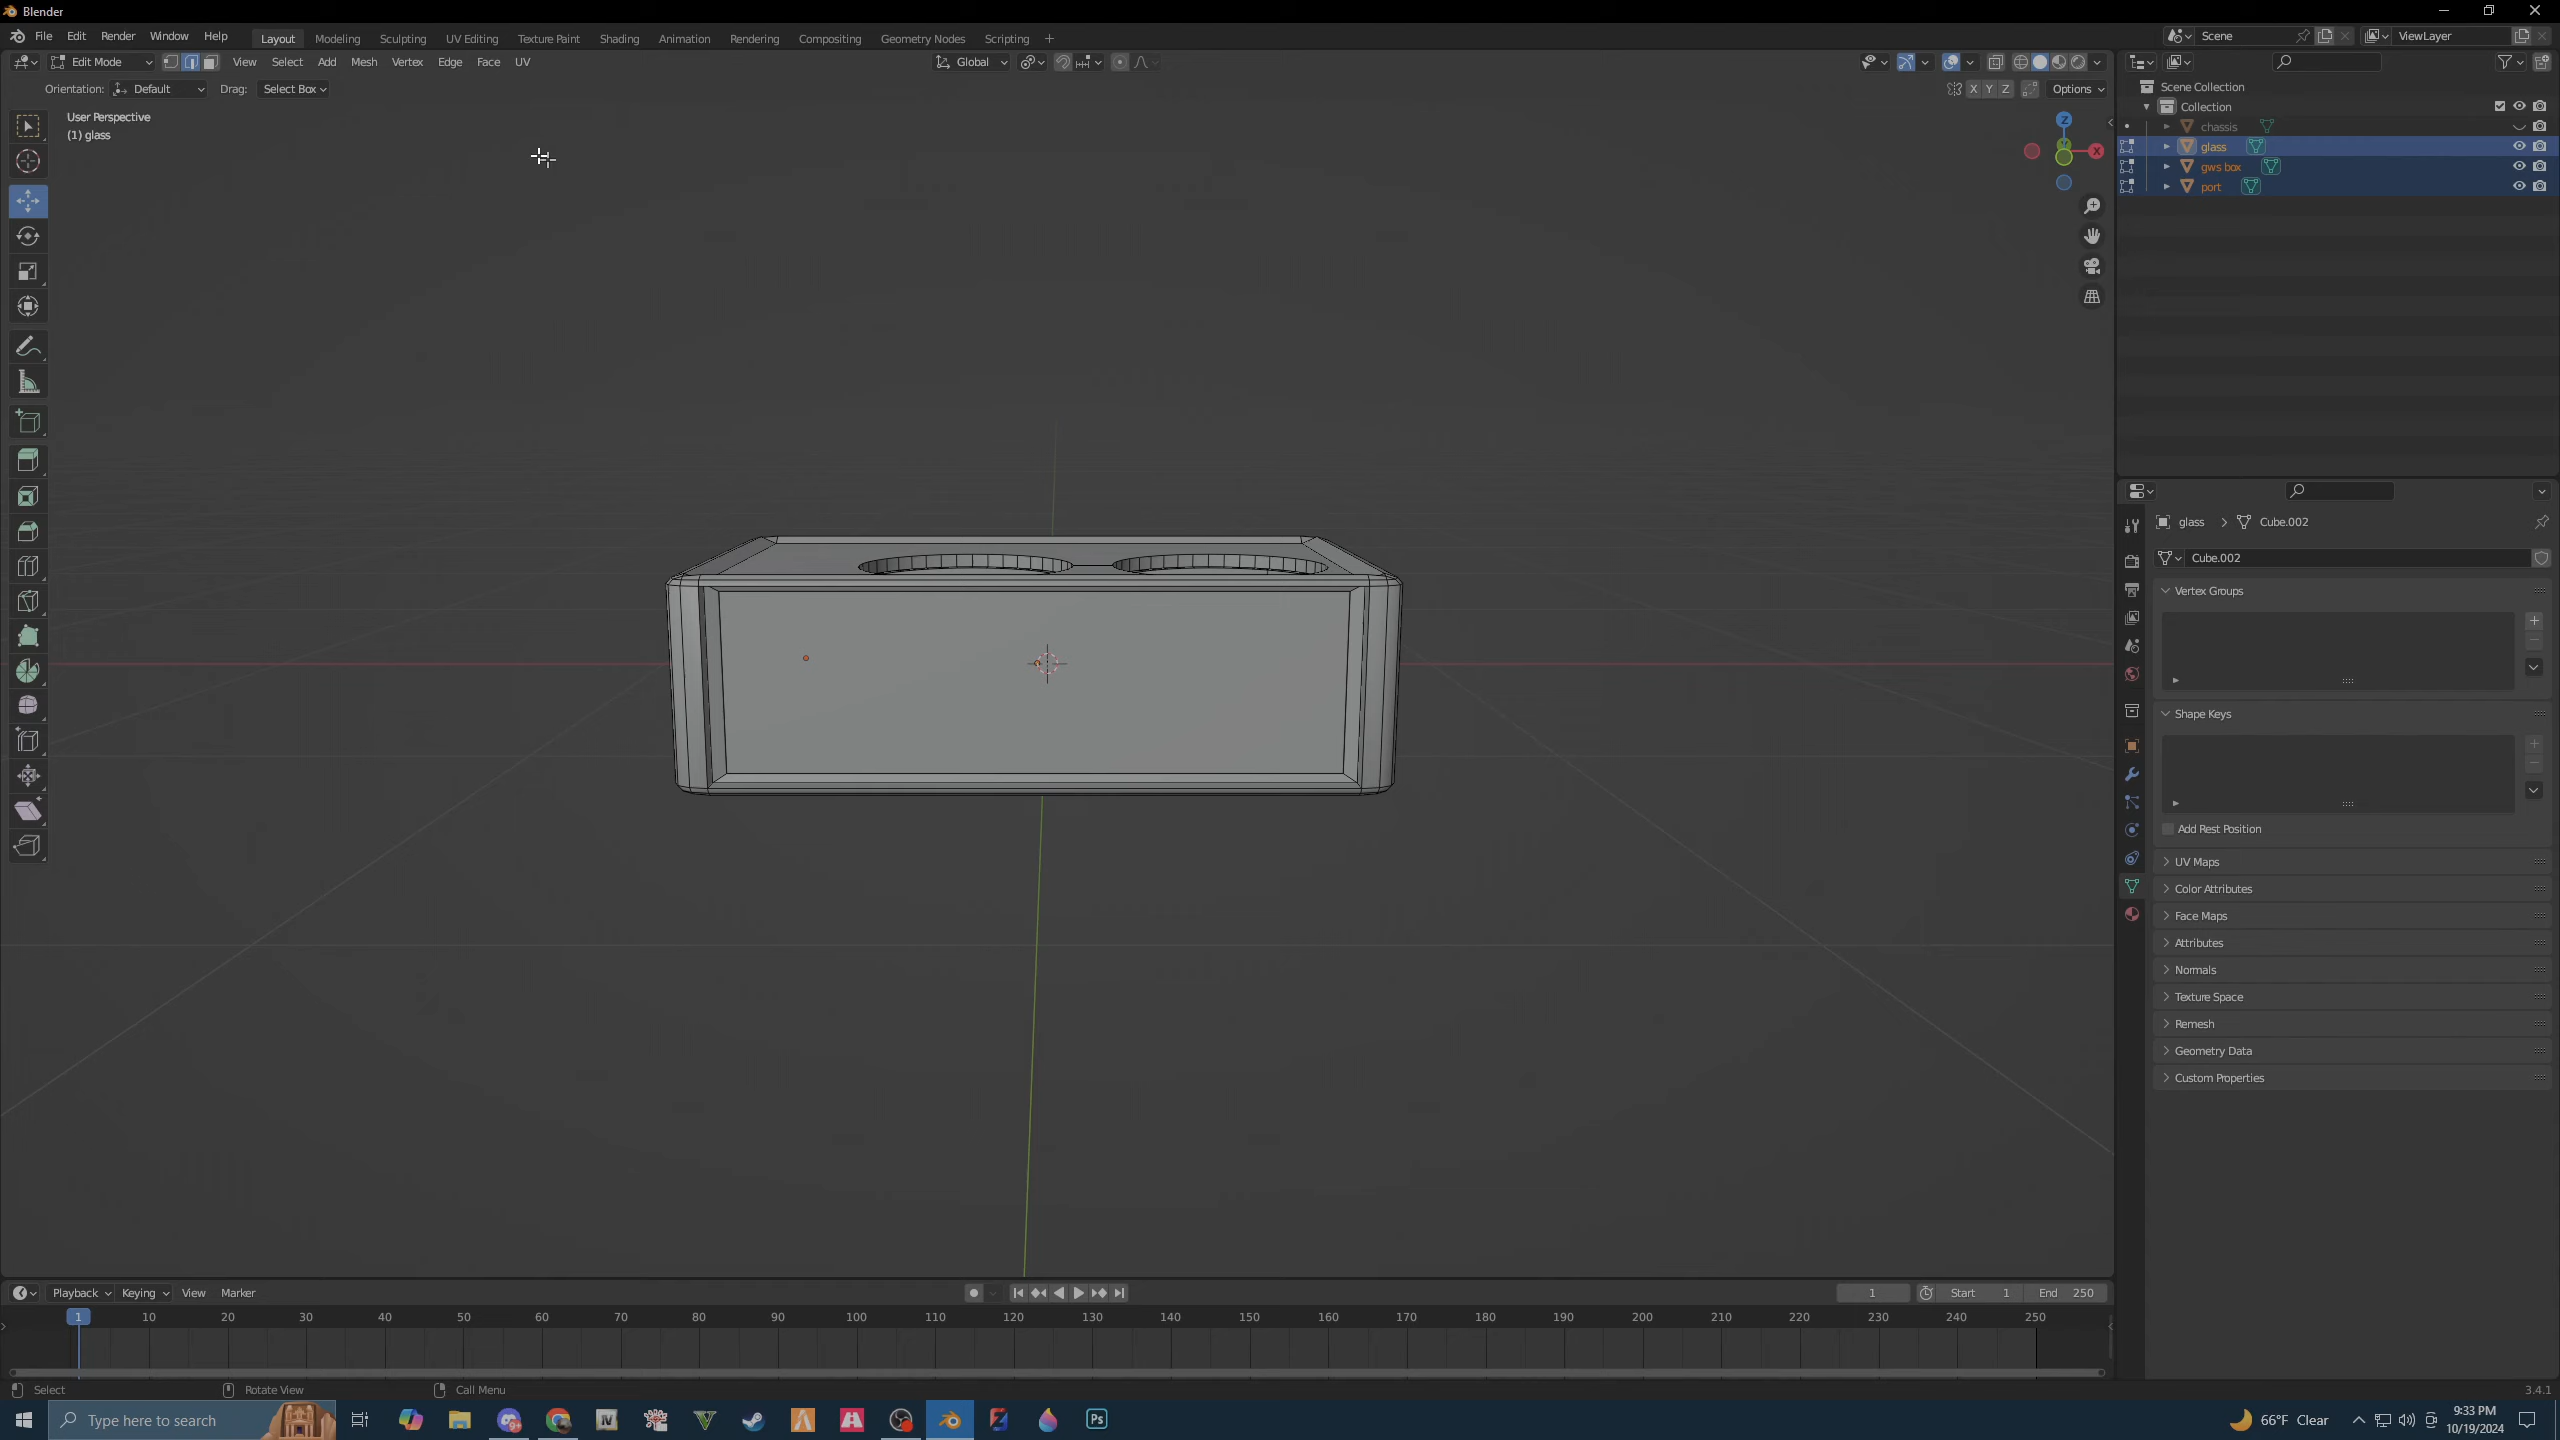 Blender
File Edit Render Window Help Layout Modeling Sculpting UV Editing Texture Paint Shading Animation Rendering Compositing Geometry Nodes Scripting + Scene ViewLayer
Edit Mode View Select Add Mesh Vertex Edge Face UV Global
Orientation: Default Drag: Select Box X Y Z Options
User Perspective
(1) glass
Z
X
Scene Collection
Collection
chassis
glass
gws box
port
glass > Cube.002
Cube.002
Vertex Groups
Shape Keys
Add Rest Position
UV Maps
Color Attributes
Face Maps
Attributes
Normals
Texture Space
Remesh
Geometry Data
Custom Properties
Playback Keying View Marker 1 Start 1 End 250
1 10 20 30 40 50 60 70 80 90 100 110 120 130 140 150 160 170 180 190 200 210 220 230 240 250
Select Rotate View Call Menu 3.4.1
Type here to search Ps 66°F Clear 9:33 PM
10/19/2024